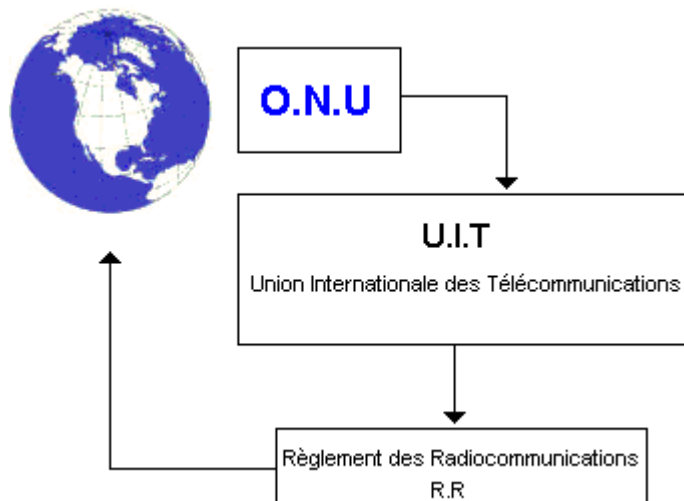 O.N.U
U.I.T
Union Internationale des Télécommunications
Règlement des Radiocommunications
R.R